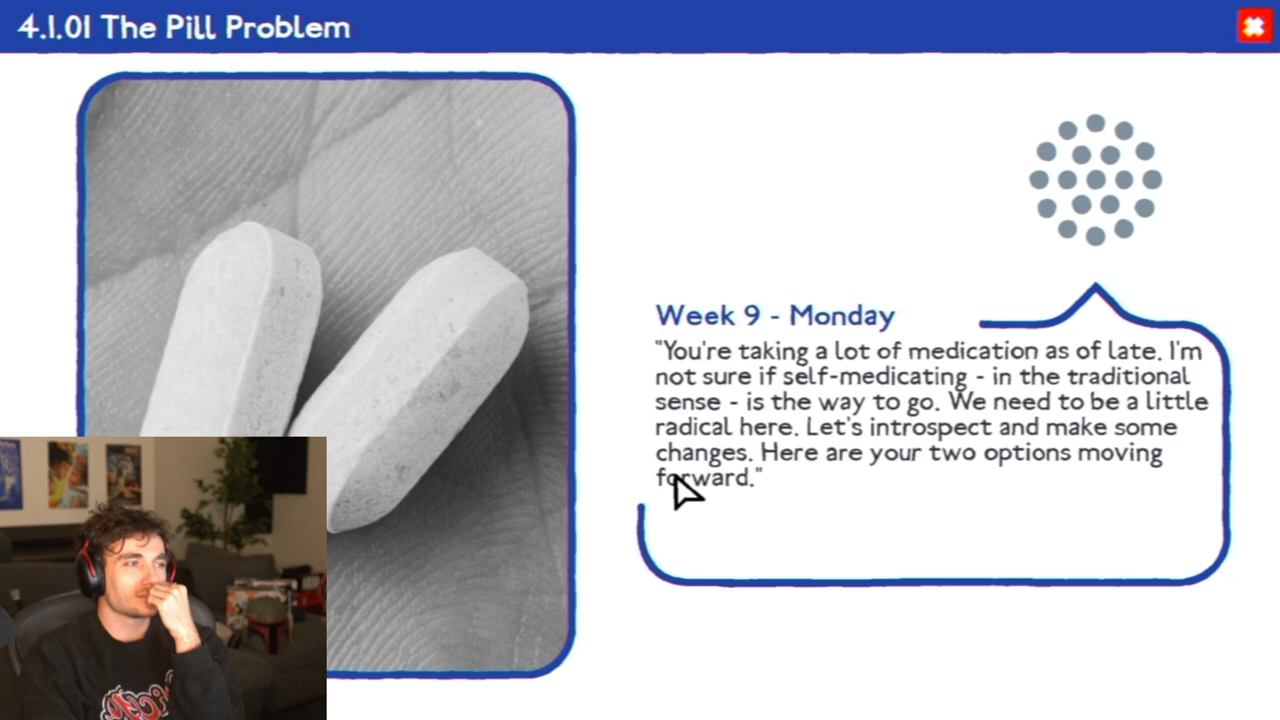 4.1.01 The Pill Problem
Week 9 - Monday
"You're taking a lot of medication as of late. I'm
not sure if self-medicating - in the traditional
sense - is the way to go. We need to be a little
radical here. Let's introspect and make some
changes. Here are your two options moving
forward."